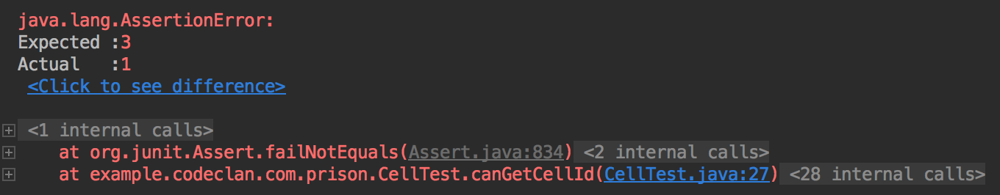 java.lang.AssertionError:
Expected :3
Actual   :1
<Click to see difference>
<1 internal calls>
at org.junit.Assert.failNotEquals(Assert.java:834) <2 internal calls>
at example.codeclan.com.prison.CellTest.canGetCellId(CellTest.java:27) <28 internal calls>